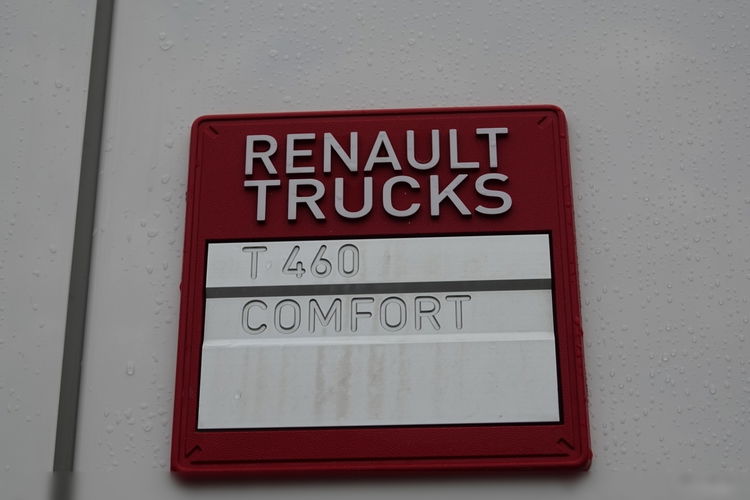 RENAULT
TRUCKS
T 460
COMFORT